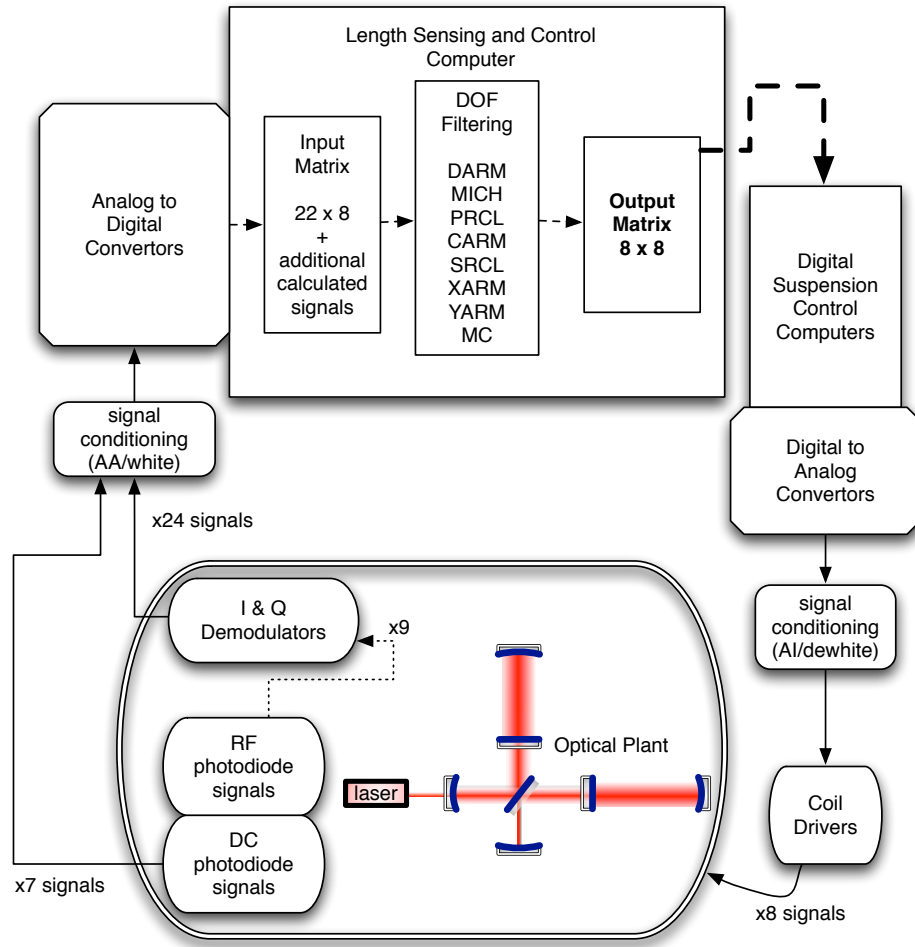 Length Sensing and Control
Computer
Analog to
Digital
Convertors
Input
Matrix
22 x 8
+
additional
calculated
signals
DOF
Filtering
DARM
MICH
PRCL
CARM
SRCL
XARM
YARM
MC
Output
Matrix
8 x 8
Digital
Suspension
Control
Computers
Digital to
Analog
Convertors
signal
conditioning
(AA/white)
x24 signals
signal
conditioning
(AI/dewhite)
I & Q
Demodulators
x9
RF
photodiode
signals
DC
photodiode
signals
x7 signals
laser
Optical Plant
Coil
Drivers
x8 signals